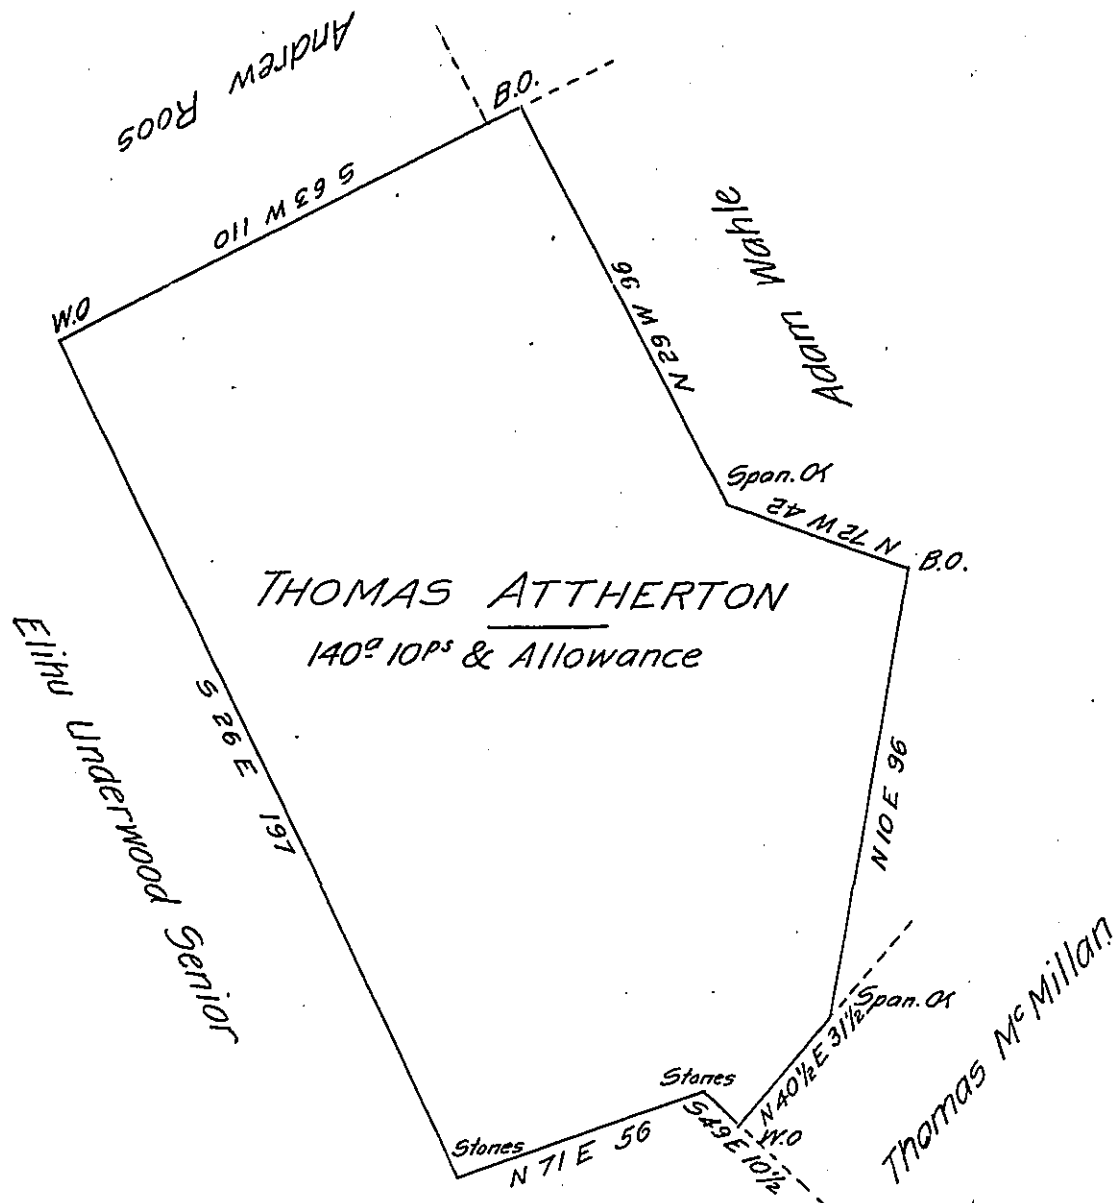 Andrew Roos
B.O.
S 63 W 110
W.O
Adam Wahle
N 29 W 96
Span. Ok
N 72 W 42
B.O.
THOMAS ATTHERTON
140ª 10ᴾˢ & Allowance
Elihu Underwood Senior
S 26 E 197
N 10 E 96
Span. Ok
N 40½ E 31½
Thomas Mᶜ Millan
Stones
S 49 E 10½
W.O
Stones
N 71 E 56